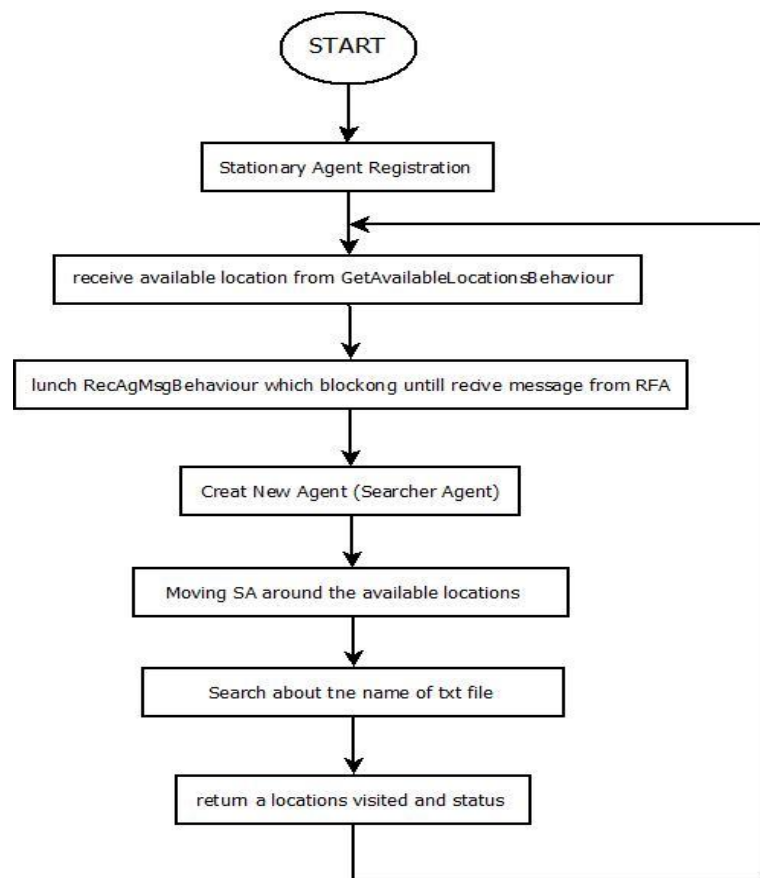 START
Stationary Agent Registration
receive available location from GetAvailableLocationsBehaviour
lunch RecAgMsgBehaviour which blockong untill recive message from RFA
Creat New Agent (Searcher Agent)
Moving SA around the available locations
Search about tne name of txt file
return a locations visited and status